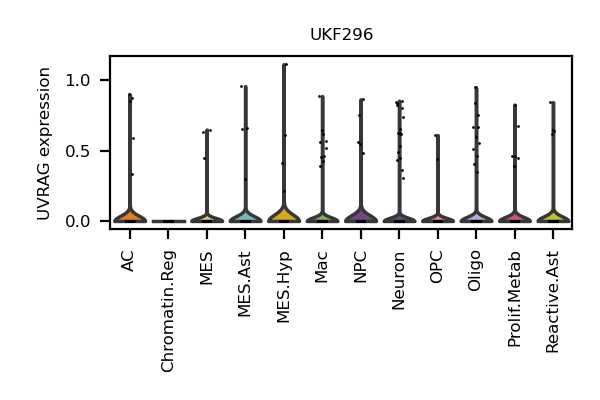 UKF296
UVRAG expression
1.0
0.5
0.0
AC
Chromatin.Reg
MES
MES.Ast
MES.Hyp
Mac
NPC
Neuron
OPC
Oligo
Prolif.Metab
Reactive.Ast